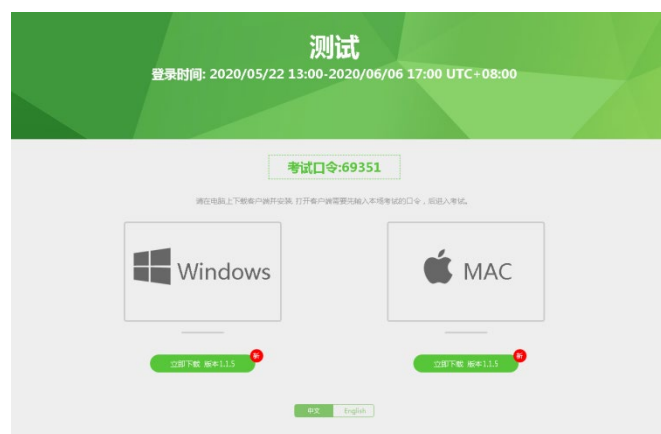 测试
登录时间: 2020/05/22 13:00-2020/06/06 17:00 UTC+08:00
考试口令:69351
请在电脑上下载客户端并安装, 打开客户端需要先输入本场考试的口令，后进入考试。
Windows
MAC
立即下载 版本1.1.5
新
立即下载 版本1.1.5
新
中文
English